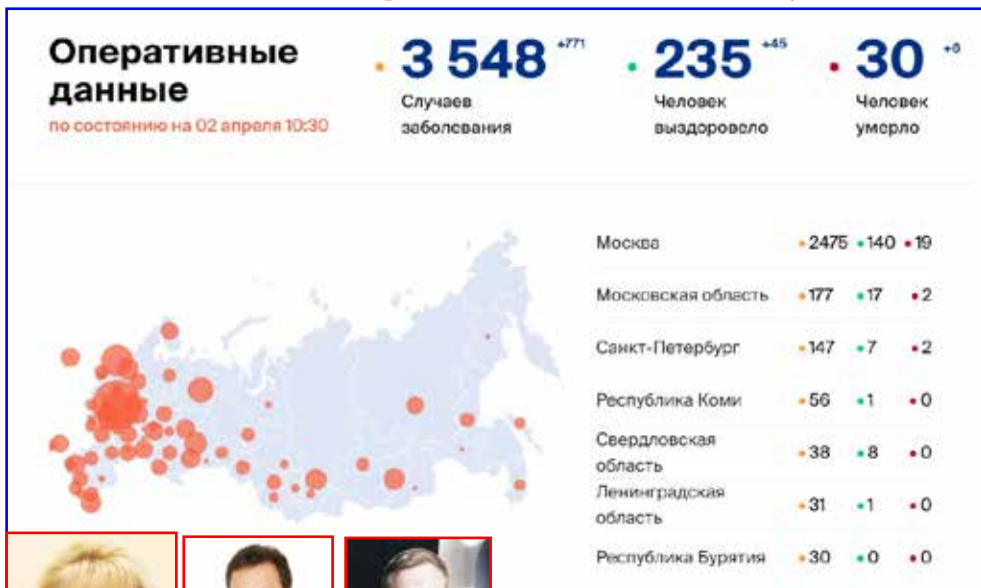 Оперативные
данные
по состоянию на 02 апреля 10:30
3 548 +771
Случаев
заболевания
235 +45
Человек
выздоровело
30 +6
Человек
умерло
Москва 2475 140 19
Московская область 177 17 2
Санкт-Петербург 147 7 2
Республика Коми 56 1 0
Свердловская
область 38 8 0
Ленинградская
область 31 1 0
Республика Бурятия 30 0 0